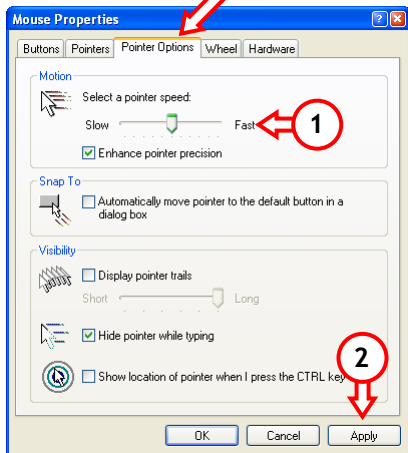 Mouse Properties
Buttons Pointers Pointer Options Wheel Hardware
Motion
Select a pointer speed:
Slow Fast 1
Enhance pointer precision
Snap To
Automatically move pointer to the default button in a
dialog box
Visibility
Display pointer trails
Short Long
Hide pointer while typing
2
Show location of pointer when I press the CTRL key
OK Cancel Apply